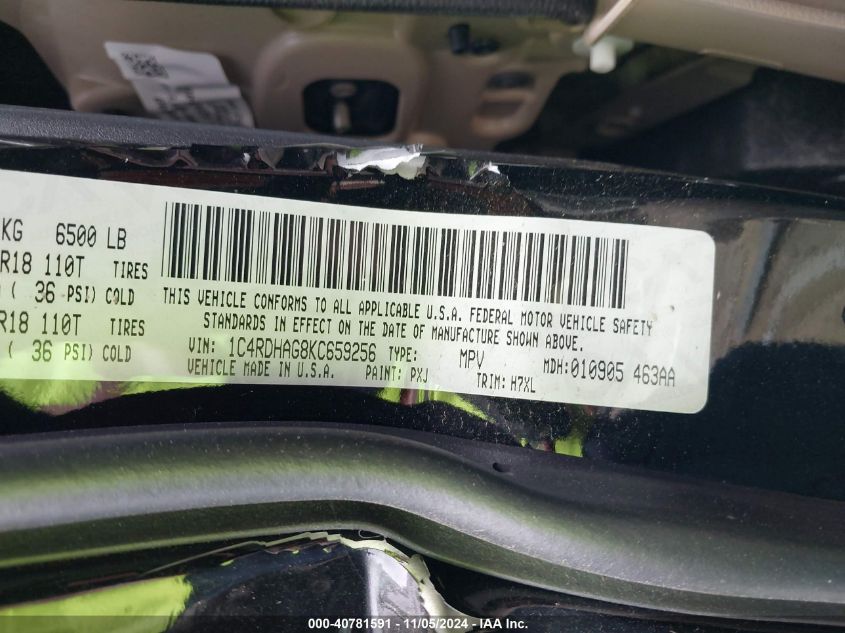 KG 6500 LB
R18 110T TIRES
( 36 PSI) COLD
R18 110T TIRES
( 36 PSI) COLD
THIS VEHICLE CONFORMS TO ALL APPLICABLE U.S.A. FEDERAL MOTOR VEHICLE SAFETY
STANDARDS IN EFFECT ON THE DATE OF MANUFACTURE SHOWN ABOVE.
VIN: 1C4RDHAG8KC659256 TYPE: MPV MDH:010905 463AA
VEHICLE MADE IN U.S.A. PAINT: PXJ TRIM: H7XL
000-40781591 - 11/05/2024 - IAA Inc.